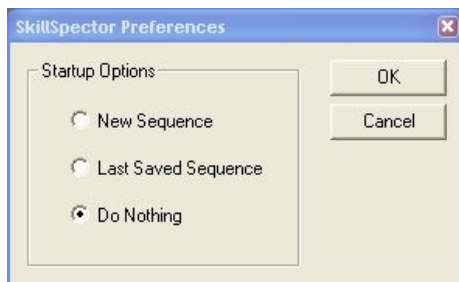 SkillSpector Preferences
Startup Options
New Sequence
Last Saved Sequence
Do Nothing
OK
Cancel